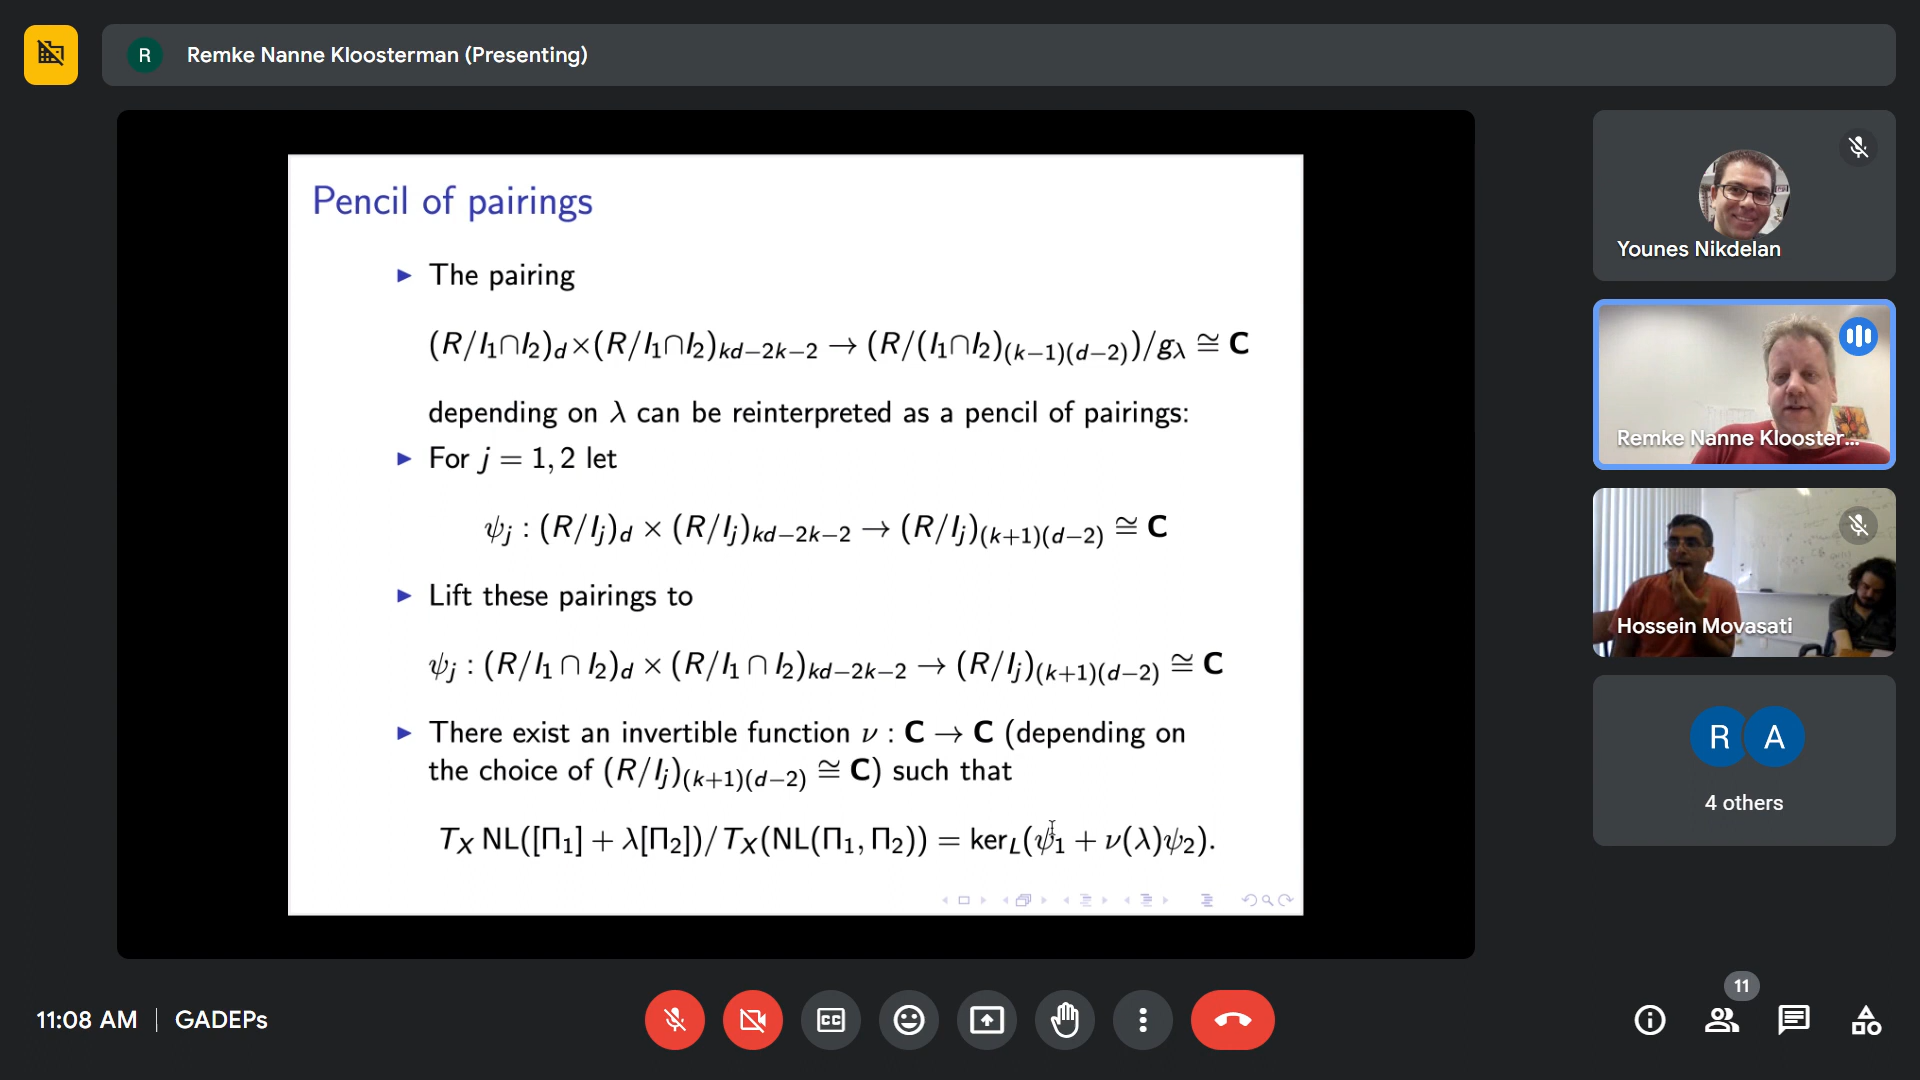 R Remke Nanne Kloosterman (Presenting)
Pencil of pairings
▶ The pairing
(R/I₁∩I₂)_d×(R/I₁∩I₂)_{kd−2k−2} → (R/(I₁∩I₂)_{(k−1)(d−2)})/g_λ ≅ C
depending on λ can be reinterpreted as a pencil of pairings:
▶ For j = 1, 2 let
ψ_j : (R/I_j)_d × (R/I_j)_{kd−2k−2} → (R/I_j)_{(k+1)(d−2)} ≅ C
▶ Lift these pairings to
ψ_j : (R/I₁ ∩ I₂)_d × (R/I₁ ∩ I₂)_{kd−2k−2} → (R/I_j)_{(k+1)(d−2)} ≅ C
▶ There exist an invertible function ν : C → C (depending on
the choice of (R/I_j)_{(k+1)(d−2)} ≅ C) such that
T_X NL([Π₁] + λ[Π₂])/T_X(NL(Π₁, Π₂)) = ker_L(ψ₁ + ν(λ)ψ₂).
Younes Nikdelan
Remke Nanne Klooster...
Hossein Movasati
R A
4 others
11:08 AM | GADEPs
CC
11